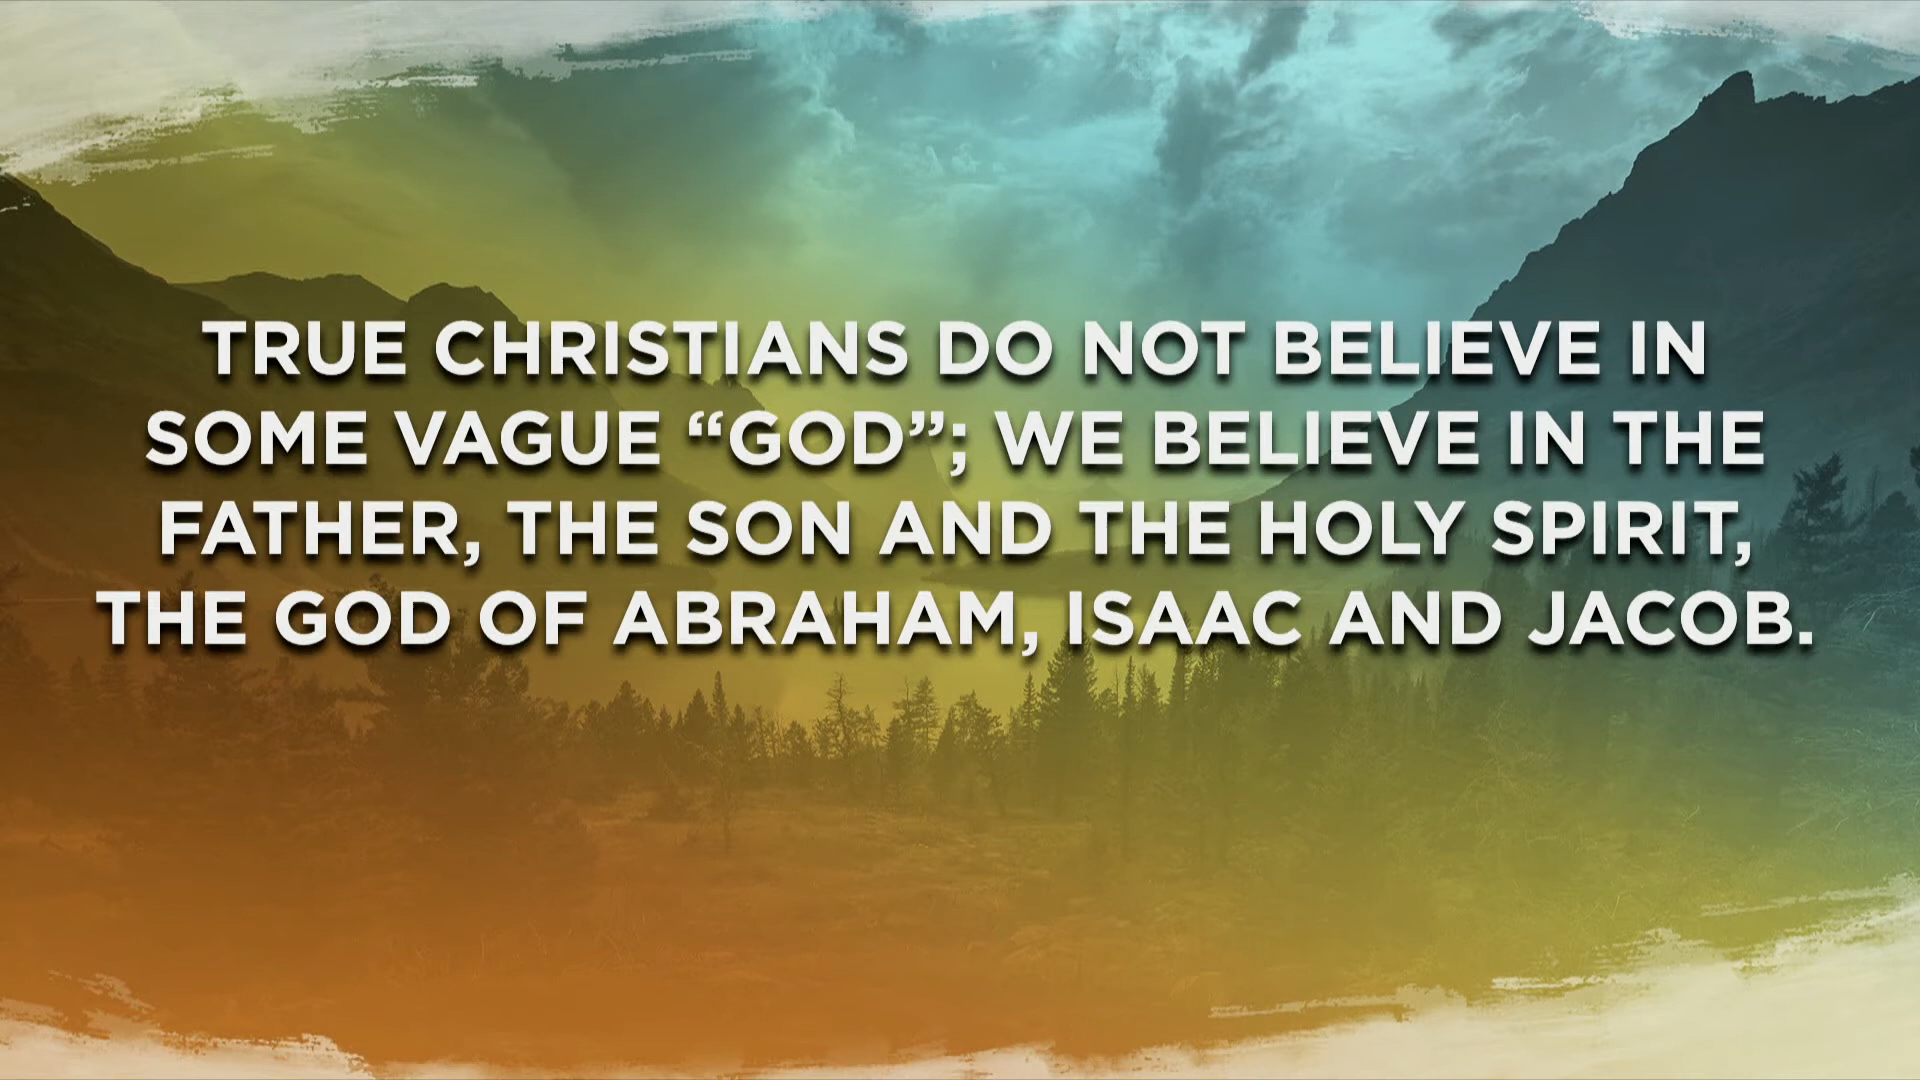 TRUE CHRISTIANS DO NOT BELIEVE IN
SOME VAGUE “GOD”; WE BELIEVE IN THE
FATHER, THE SON AND THE HOLY SPIRIT,
THE GOD OF ABRAHAM, ISAAC AND JACOB.